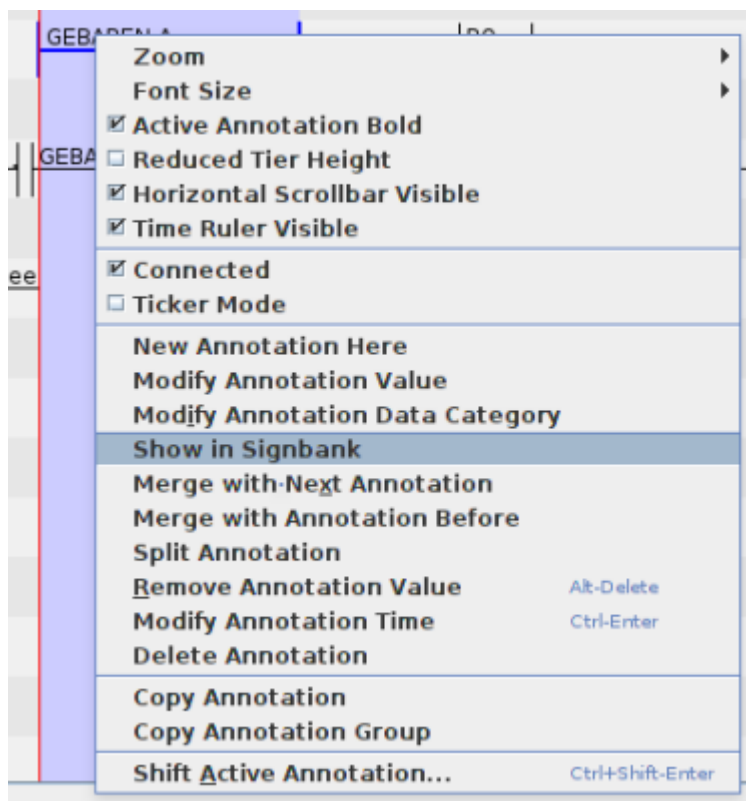 GEBAREN-A
Zoom
Font Size
Active Annotation Bold
GEBA
Reduced Tier Height
Horizontal Scrollbar Visible
Time Ruler Visible
Connected
ee
Ticker Mode
New Annotation Here
Modify Annotation Value
Modify Annotation Data Category
Show in Signbank
Merge with Next Annotation
Merge with Annotation Before
Split Annotation
Remove Annotation Value Alt-Delete
Modify Annotation Time Ctrl-Enter
Delete Annotation
Copy Annotation
Copy Annotation Group
Shift Active Annotation... Ctrl+Shift-Enter